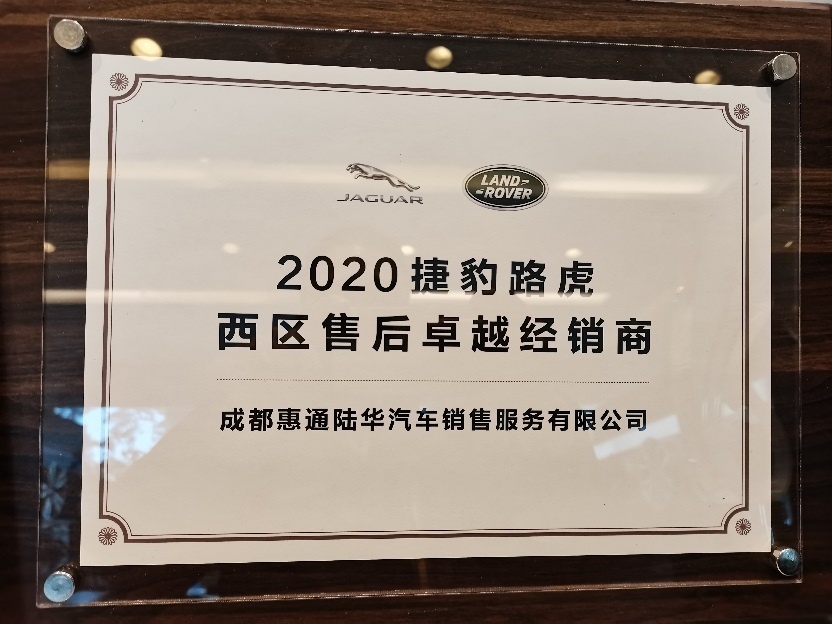 JAGUAR
LAND-
-ROVER
2020捷豹路虎
西区售后卓越经销商
成都惠通陆华汽车销售服务有限公司